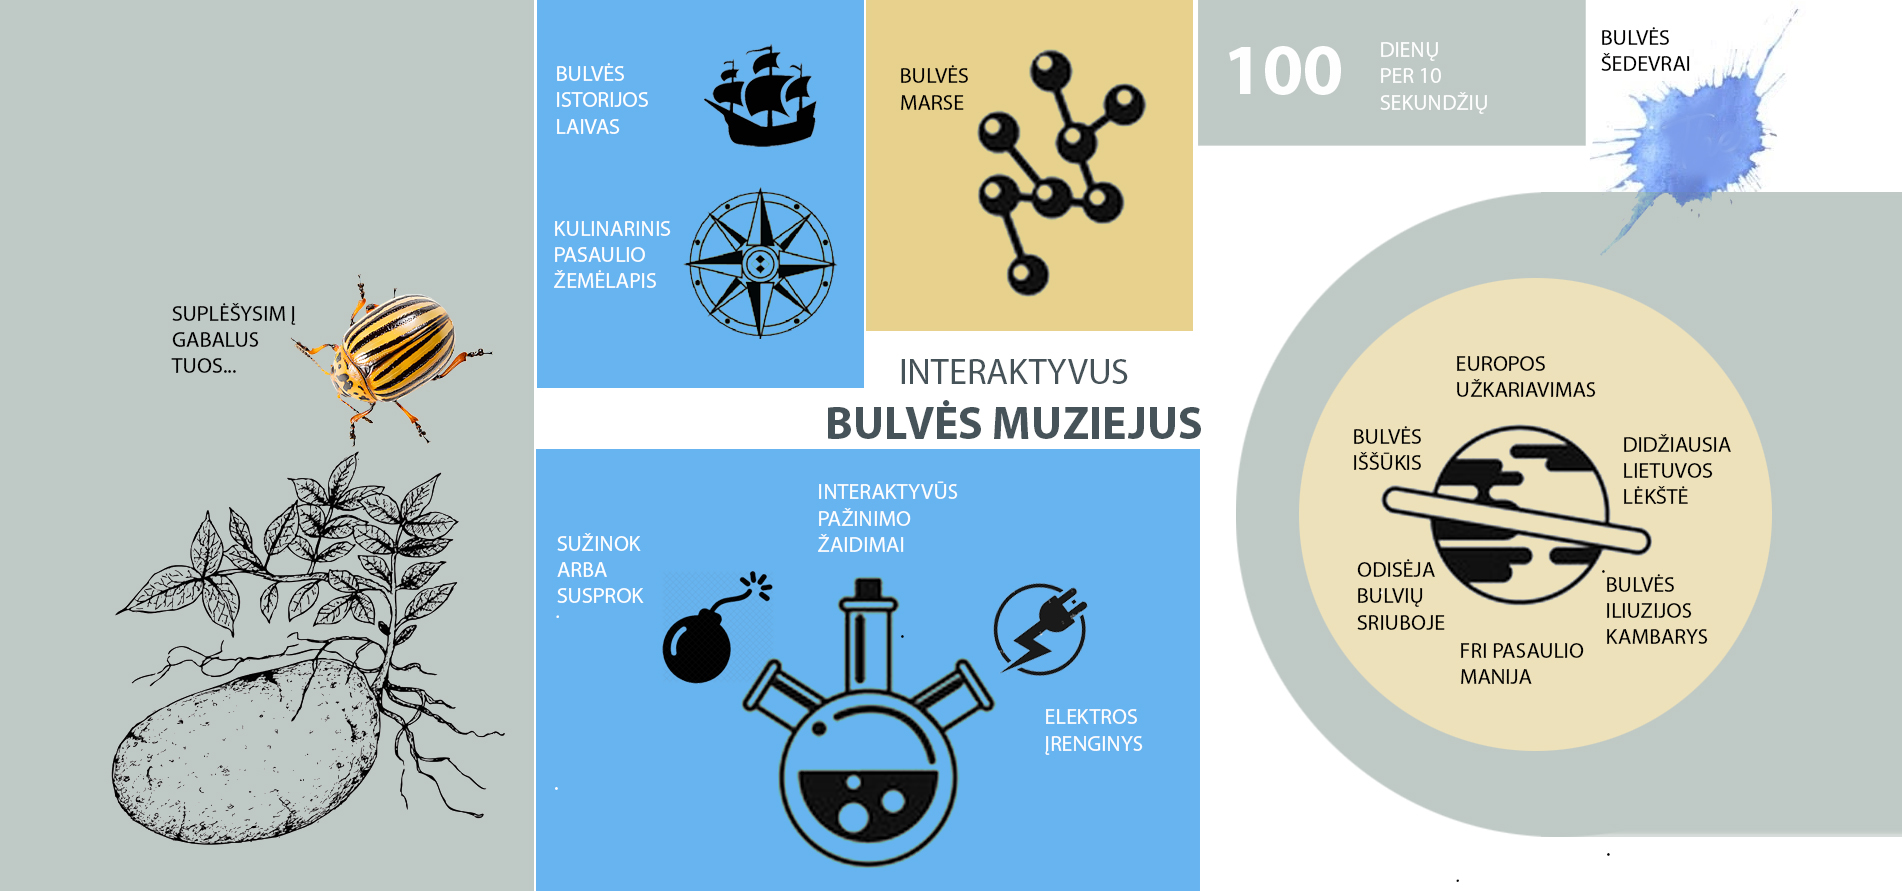 SUPLĖŠYSIM Į
GABALUS
TUOS...
BULVĖS
ISTORIJOS
LAIVAS
KULINARINIS
PASAULIO
ŽEMĖLAPIS
BULVĖS
MARSE
100
DIENŲ
PER 10
SEKUNDŽIŲ
BULVĖS
ŠEDEVRAI
INTERAKTYVUS
BULVĖS MUZIEJUS
SUŽINOK
ARBA
SUSPROK
INTERAKTYVŪS
PAŽINIMO
ŽAIDIMAI
ELEKTROS
ĮRENGINYS
EUROPOS
UŽKARIAVIMAS
BULVĖS
IŠŠŪKIS
DIDŽIAUSIA
LIETUVOS
LĖKŠTĖ
ODISĖJA
BULVIŲ
SRIUBOJE
BULVĖS
ILIUZIJOS
KAMBARYS
FRI PASAULIO
MANIJA